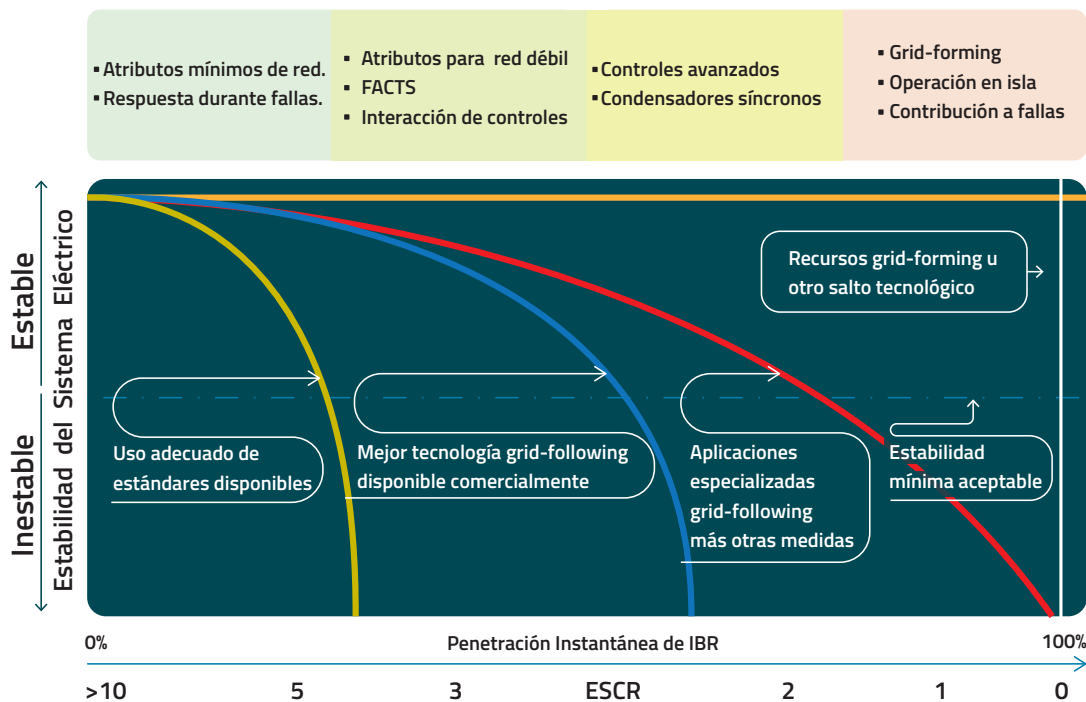 ▪ Atributos mínimos de red.
▪ Respuesta durante fallas.
▪ Atributos para red débil
▪ FACTS
▪ Interacción de controles
▪ Controles avanzados
▪ Condensadores síncronos
▪ Grid-forming
▪ Operación en isla
▪ Contribución a fallas
Estable
Inestable
Estabilidad del Sistema Eléctrico
Recursos grid-forming u
otro salto tecnológico
Uso adecuado de
estándares disponibles
Mejor tecnología grid-following
disponible comercialmente
Aplicaciones
especializadas
grid-following
más otras medidas
Estabilidad
mínima aceptable
0% Penetración Instantánea de IBR 100%
>10 5 3 ESCR 2 1 0